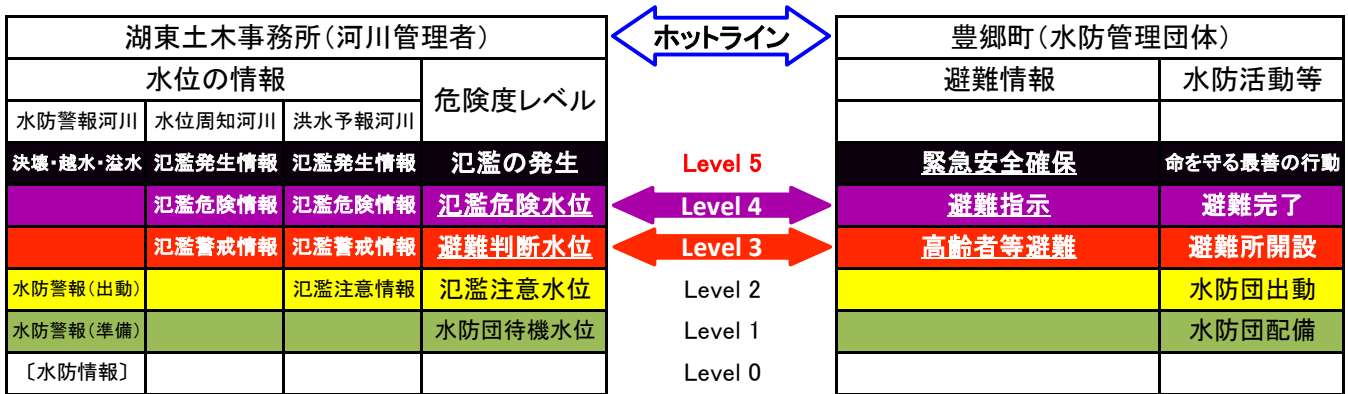 湖東土木事務所（河川管理者） ホットライン 豊郷町（水防管理団体）
水位の情報 危険度レベル 避難情報 水防活動等
水防警報河川 水位周知河川 洪水予報河川
決壊・越水・溢水 氾濫発生情報 氾濫発生情報 氾濫の発生 Level 5 緊急安全確保 命を守る最善の行動
氾濫危険情報 氾濫危険情報 氾濫危険水位 Level 4 避難指示 避難完了
氾濫警戒情報 氾濫警戒情報 避難判断水位 Level 3 高齢者等避難 避難所開設
水防警報（出動） 氾濫注意情報 氾濫注意水位 Level 2 水防団出動
水防警報（準備） 水防団待機水位 Level 1 水防団配備
〔水防情報〕 Level 0